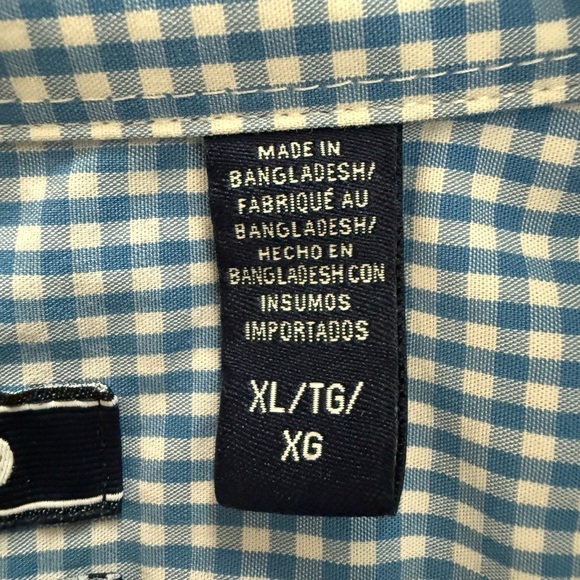 MADE IN
BANGLADESH/
FABRIQUÉ AU
BANGLADESH/
HECHO EN
BANGLADESH CON
INSUMOS
IMPORTADOS
XL/TG/
XG